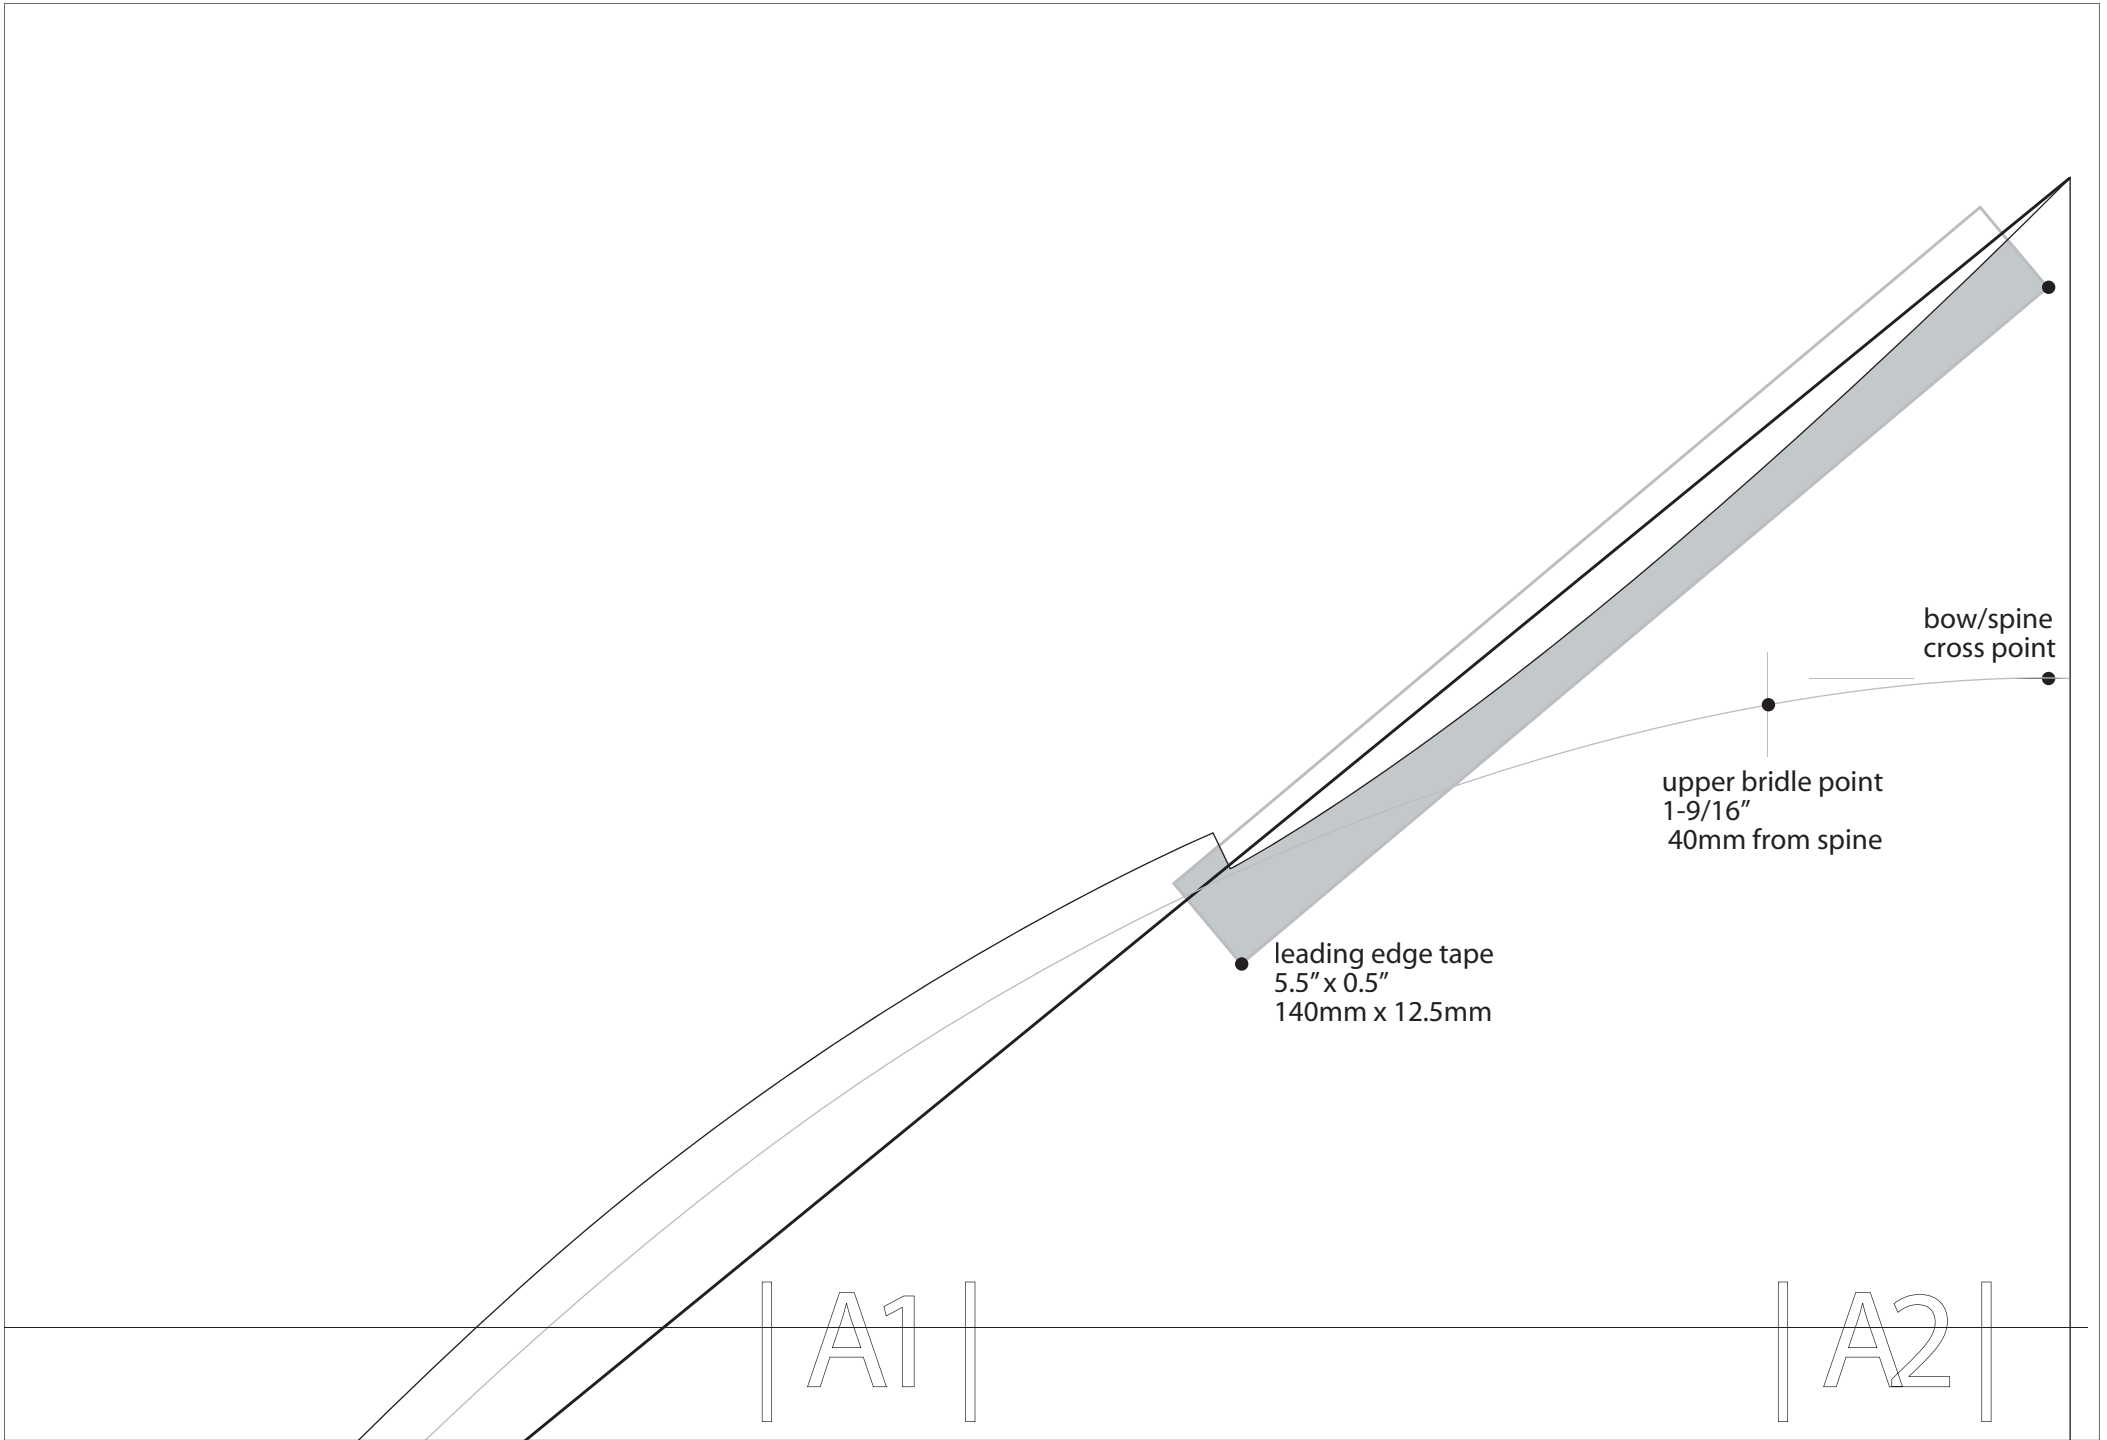 bow/spine
cross point
upper bridle point
1-9/16”
40mm from spine
leading edge tape
5.5” x 0.5”
140mm x 12.5mm
| A1 |
| A2 |